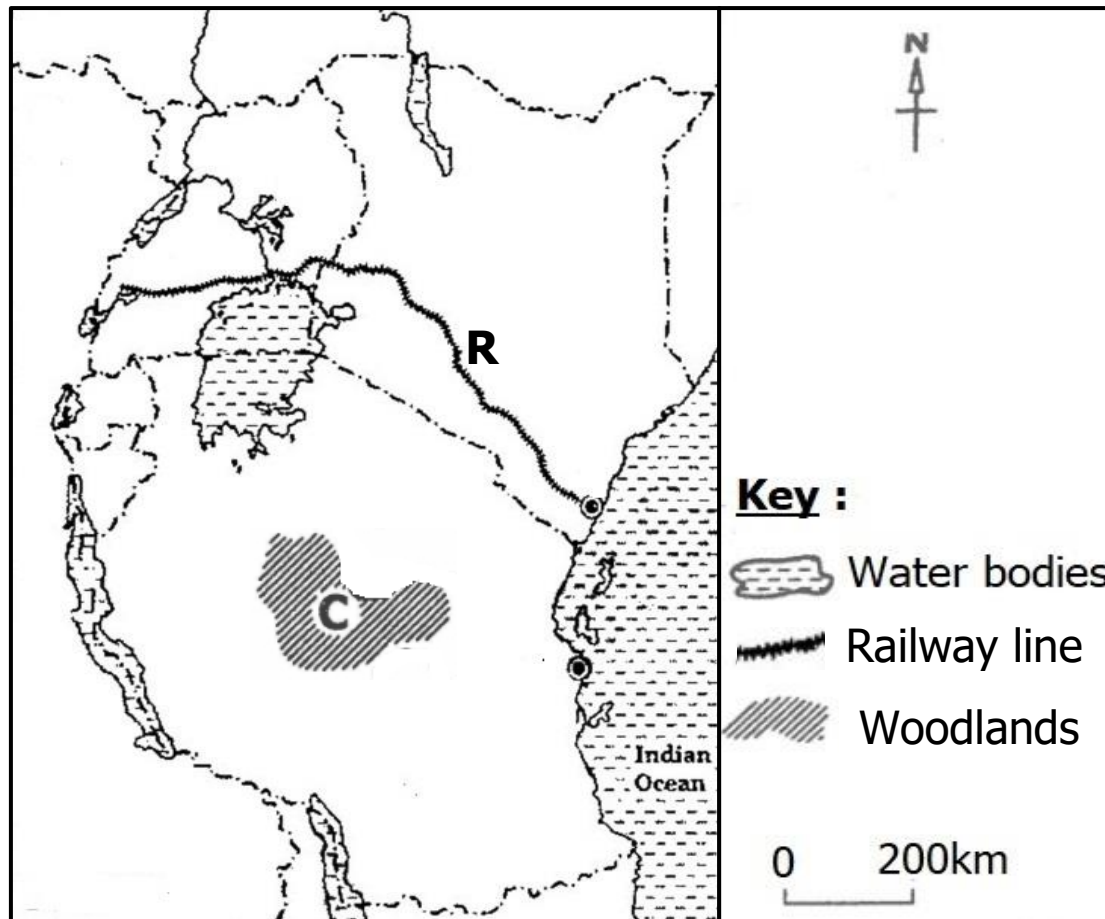 N
R
C
Indian
Ocean
Key :
Water bodies
Railway line
Woodlands
0 200km